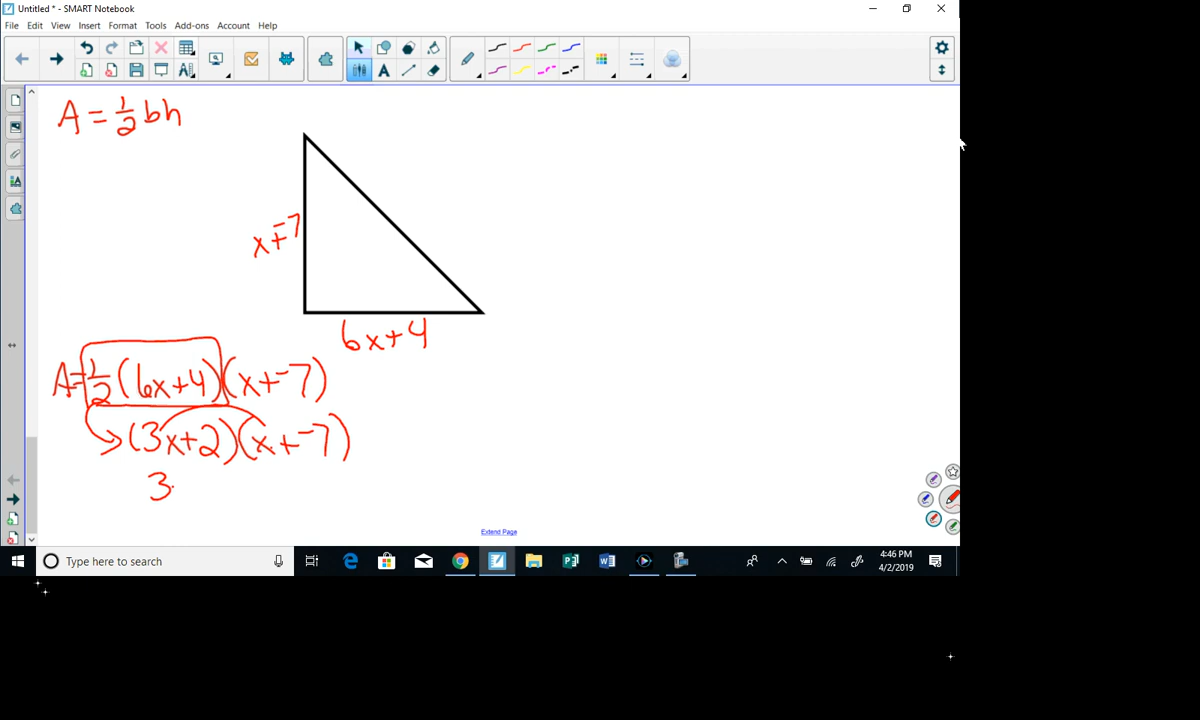 Untitled * - SMART Notebook
File Edit View Insert Format Tools Add-ons Account Help
A = 1/2 bh
x+-7
6x+4
A=1/2(6x+4)(x+-7)
(3x+2)(x+-7)
3
Extend Page
Type here to search
4:46 PM
4/2/2019